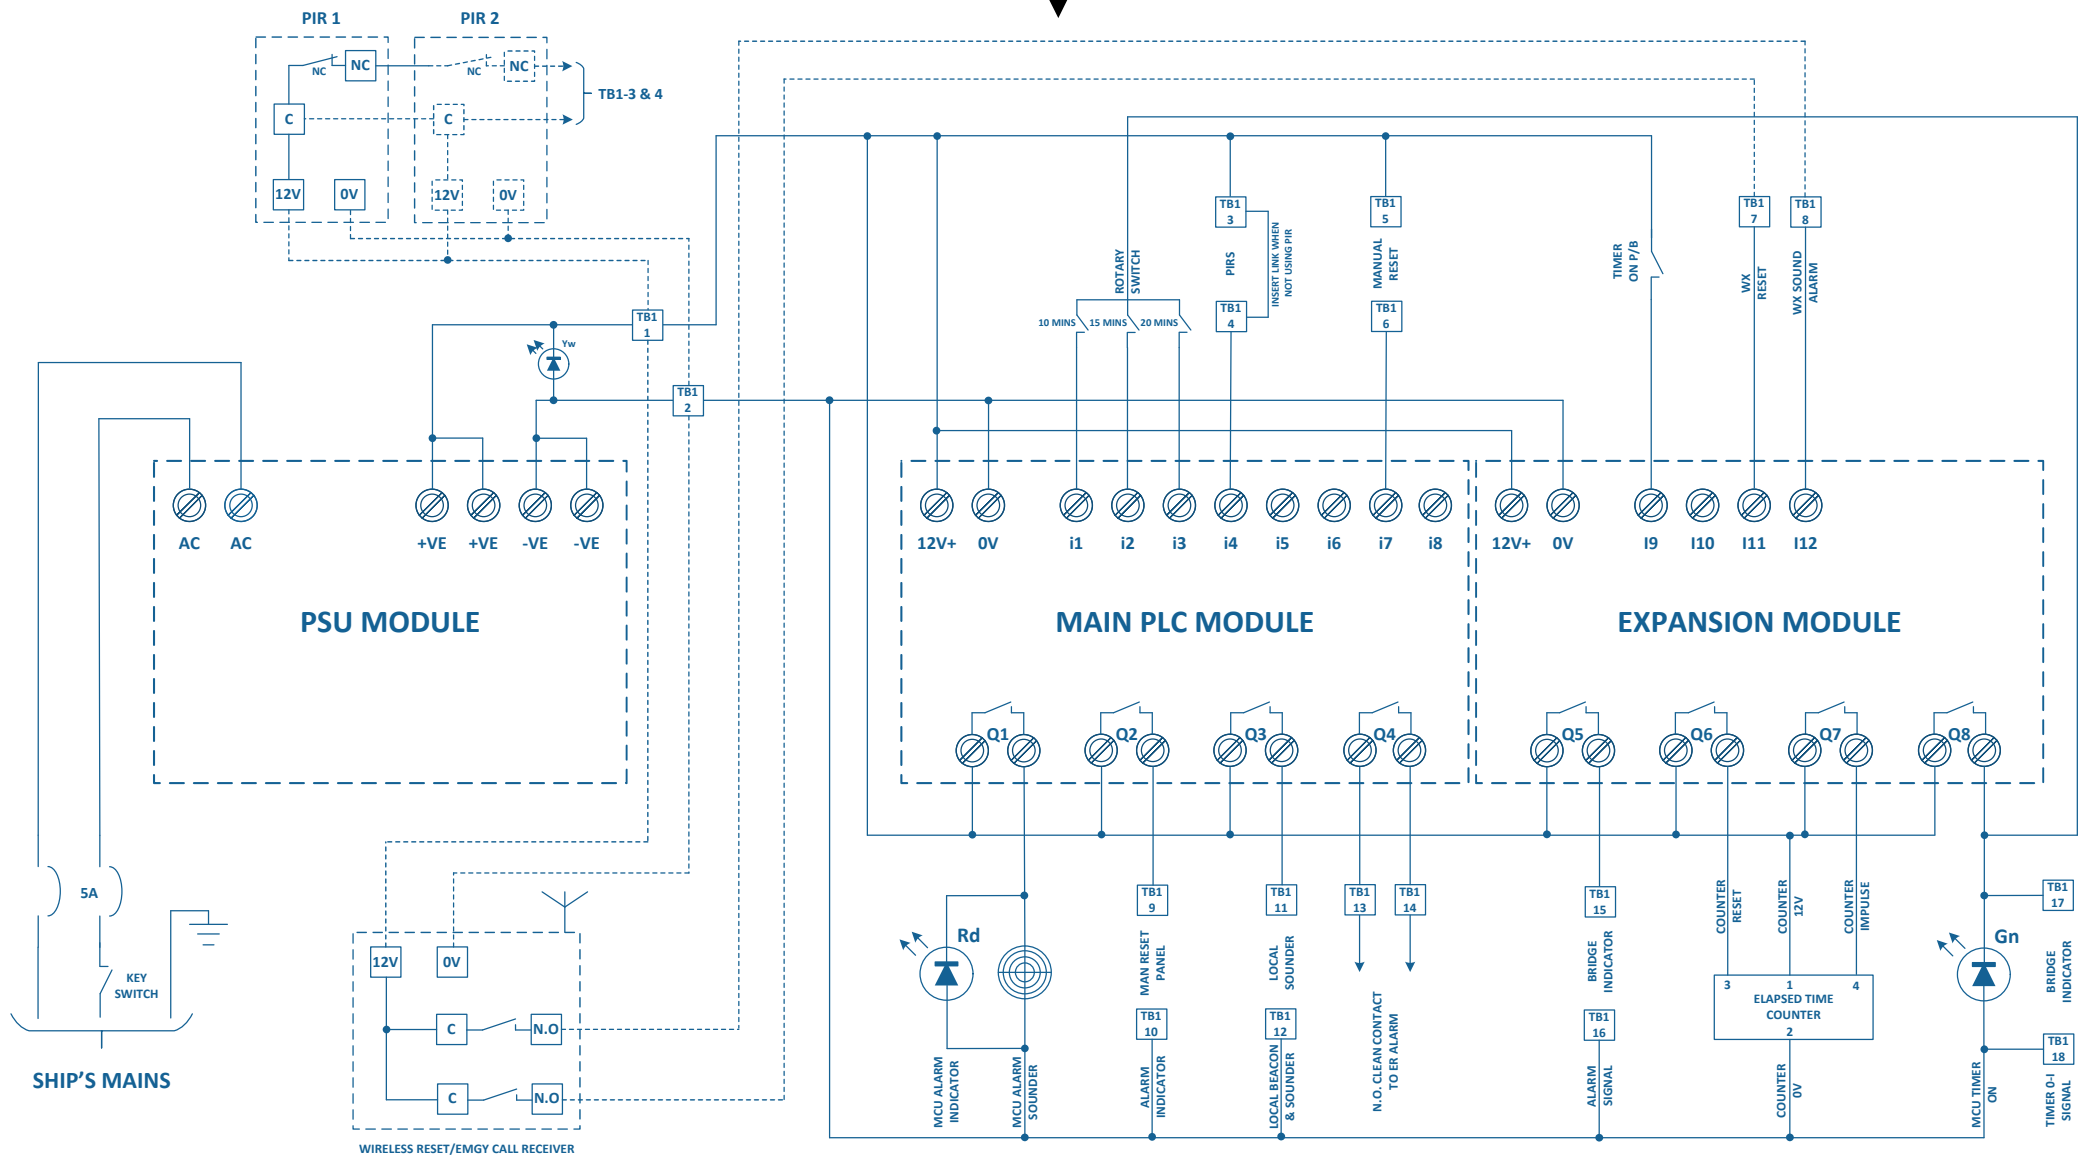 PIR 1
PIR 2
NC
NC
NC
NC
TB1-3 & 4
C
C
12V
0V
12V
0V
TB1
3
TB1
5
TB1
7
TB1
8
ROTARY
SWITCH
PIRS
INSERT LINK WHEN
NOT USING PIR
MANUAL
RESET
TIMER
ON P/B
WX
RESET
WX SOUND
ALARM
TB1
1
Yw
10 MINS
15 MINS
20 MINS
TB1
4
TB1
6
TB1
2
AC
AC
+VE
+VE
-VE
-VE
12V+
0V
i1
i2
i3
i4
i5
i6
i7
i8
12V+
0V
I9
I10
I11
I12
PSU MODULE
MAIN PLC MODULE
EXPANSION MODULE
Q1
Q2
Q3
Q4
Q5
Q6
Q7
Q8
5A
KEY
SWITCH
SHIP'S MAINS
12V
0V
C
N.O
C
N.O
WIRELESS RESET/EMGY CALL RECEIVER
Rd
MCU ALARM
INDICATOR
MCU ALARM
SOUNDER
TB1
9
MAN RESET
PANEL
TB1
10
ALARM
INDICATOR
TB1
11
LOCAL
SOUNDER
TB1
12
LOCAL BEACON
& SOUNDER
TB1
13
TB1
14
N.O. CLEAN CONTACT
TO ER ALARM
TB1
15
BRIDGE
INDICATOR
TB1
16
ALARM
SIGNAL
COUNTER
RESET
COUNTER
12V
COUNTER
IMPULSE
3
1
4
ELAPSED TIME
COUNTER
2
COUNTER
0V
Gn
MCU TIMER
ON
TB1
17
BRIDGE
INDICATOR
TB1
18
TIMER 0-I
SIGNAL